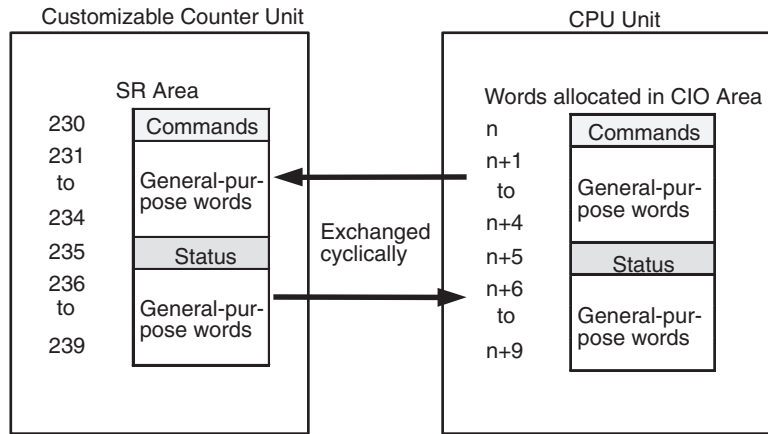 Customizable Counter Unit
CPU Unit
SR Area
230
231
to
234
235
236
to
239
Commands
General-pur-
pose words
Status
General-pur-
pose words
Exchanged
cyclically
Words allocated in CIO Area
n
n+1
to
n+4
n+5
n+6
to
n+9
Commands
General-pur-
pose words
Status
General-pur-
pose words